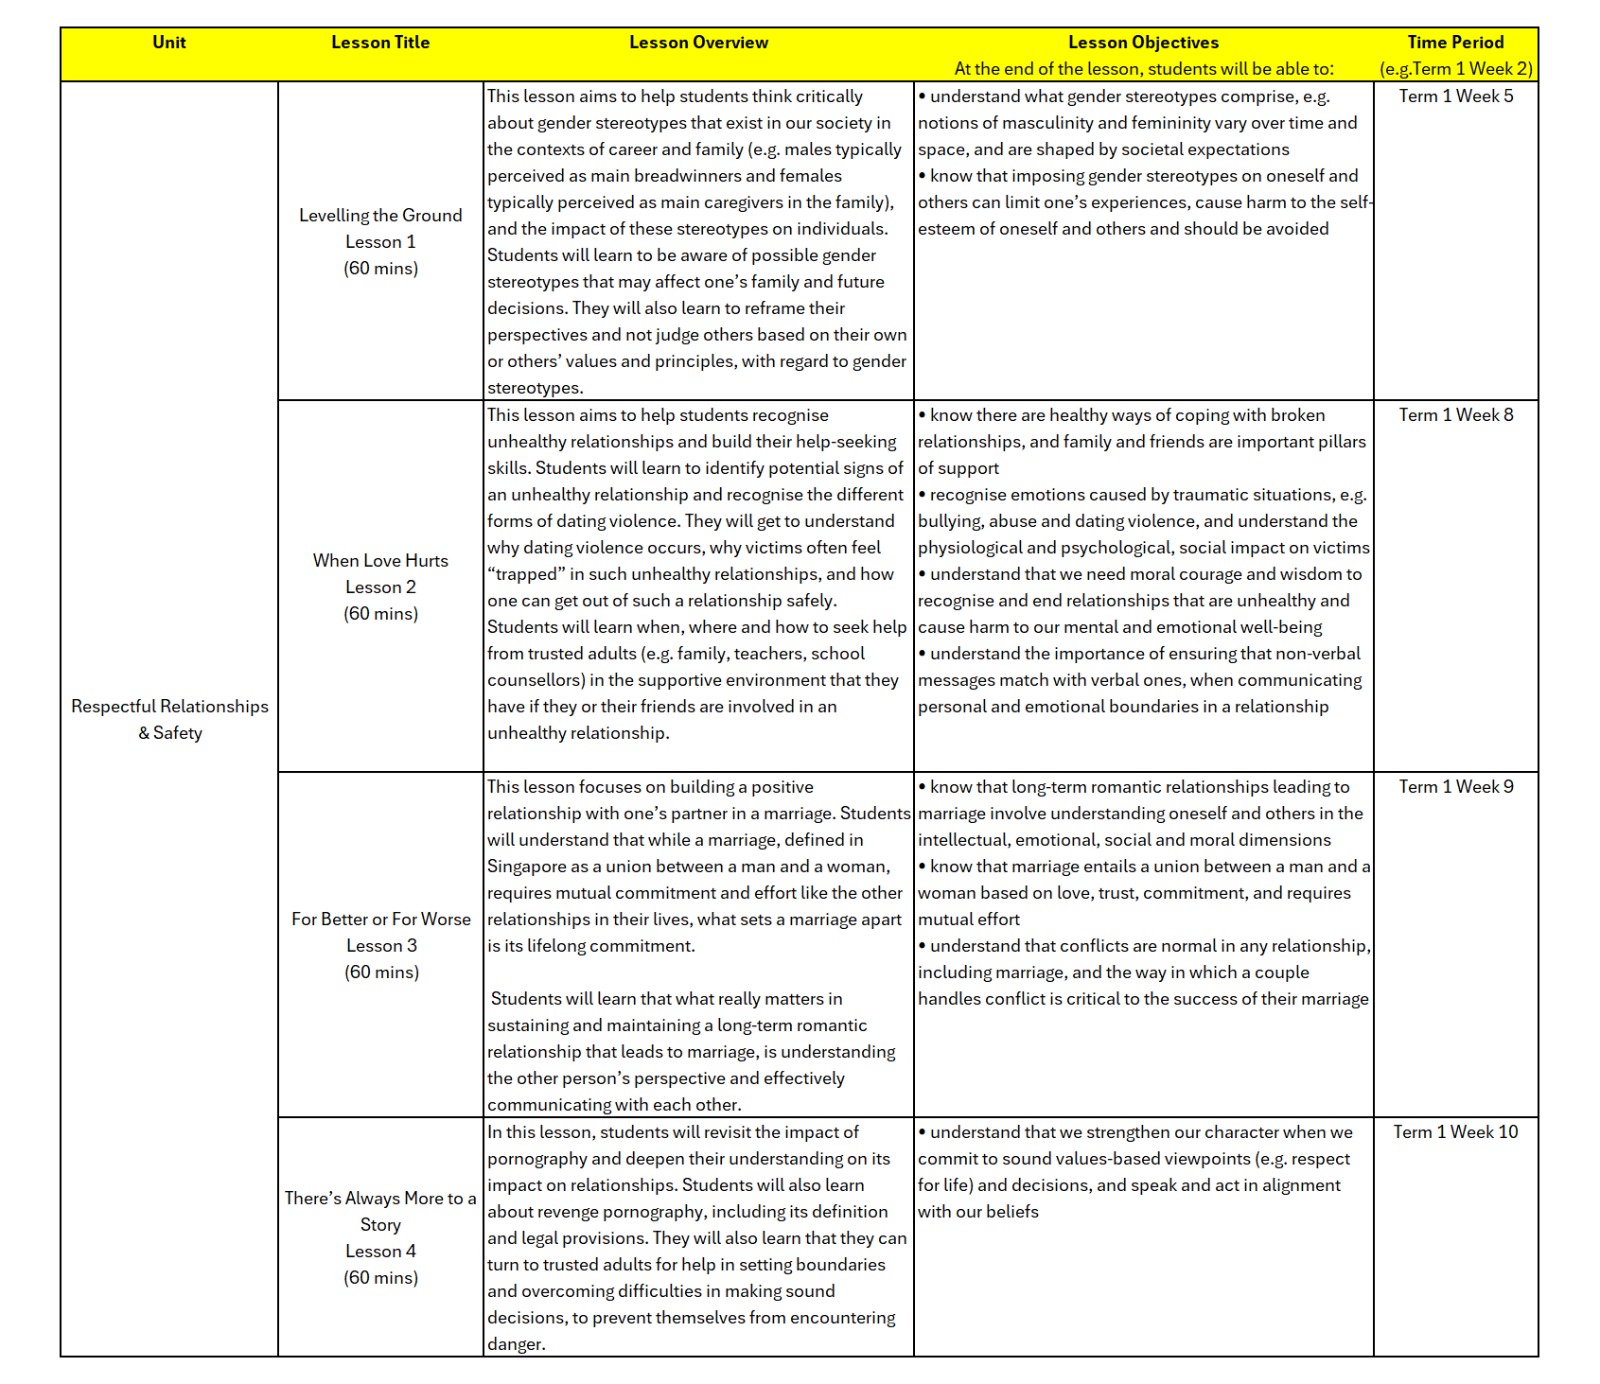 Unit
Lesson Title
Lesson Overview
Lesson Objectives
At the end of the lesson, students will be able to:
Time Period
(e.g.Term 1 Week 2)
Respectful Relationships
& Safety
Levelling the Ground
Lesson 1
(60 mins)
This lesson aims to help students think critically
about gender stereotypes that exist in our society in
the contexts of career and family (e.g. males typically
perceived as main breadwinners and females
typically perceived as main caregivers in the family),
and the impact of these stereotypes on individuals.
Students will learn to be aware of possible gender
stereotypes that may affect one’s family and future
decisions. They will also learn to reframe their
perspectives and not judge others based on their own
or others’ values and principles, with regard to gender
stereotypes.
• understand what gender stereotypes comprise, e.g.
notions of masculinity and femininity vary over time and
space, and are shaped by societal expectations
• know that imposing gender stereotypes on oneself and
others can limit one’s experiences, cause harm to the self-
esteem of oneself and others and should be avoided
Term 1 Week 5
When Love Hurts
Lesson 2
(60 mins)
This lesson aims to help students recognise
unhealthy relationships and build their help-seeking
skills. Students will learn to identify potential signs of
an unhealthy relationship and recognise the different
forms of dating violence. They will get to understand
why dating violence occurs, why victims often feel
“trapped” in such unhealthy relationships, and how
one can get out of such a relationship safely.
Students will learn when, where and how to seek help
from trusted adults (e.g. family, teachers, school
counsellors) in the supportive environment that they
have if they or their friends are involved in an
unhealthy relationship.
• know there are healthy ways of coping with broken
relationships, and family and friends are important pillars
of support
• recognise emotions caused by traumatic situations, e.g.
bullying, abuse and dating violence, and understand the
physiological and psychological, social impact on victims
• understand that we need moral courage and wisdom to
recognise and end relationships that are unhealthy and
cause harm to our mental and emotional well-being
• understand the importance of ensuring that non-verbal
messages match with verbal ones, when communicating
personal and emotional boundaries in a relationship
Term 1 Week 8
For Better or For Worse
Lesson 3
(60 mins)
This lesson focuses on building a positive
relationship with one’s partner in a marriage. Students
will understand that while a marriage, defined in
Singapore as a union between a man and a woman,
requires mutual commitment and effort like the other
relationships in their lives, what sets a marriage apart
is its lifelong commitment.
Students will learn that what really matters in
sustaining and maintaining a long-term romantic
relationship that leads to marriage, is understanding
the other person’s perspective and effectively
communicating with each other.
• know that long-term romantic relationships leading to
marriage involve understanding oneself and others in the
intellectual, emotional, social and moral dimensions
• know that marriage entails a union between a man and a
woman based on love, trust, commitment, and requires
mutual effort
• understand that conflicts are normal in any relationship,
including marriage, and the way in which a couple
handles conflict is critical to the success of their marriage
Term 1 Week 9
There’s Always More to a
Story
Lesson 4
(60 mins)
In this lesson, students will revisit the impact of
pornography and deepen their understanding on its
impact on relationships. Students will also learn
about revenge pornography, including its definition
and legal provisions. They will also learn that they can
turn to trusted adults for help in setting boundaries
and overcoming difficulties in making sound
decisions, to prevent themselves from encountering
danger.
• understand that we strengthen our character when we
commit to sound values-based viewpoints (e.g. respect
for life) and decisions, and speak and act in alignment
with our beliefs
Term 1 Week 10